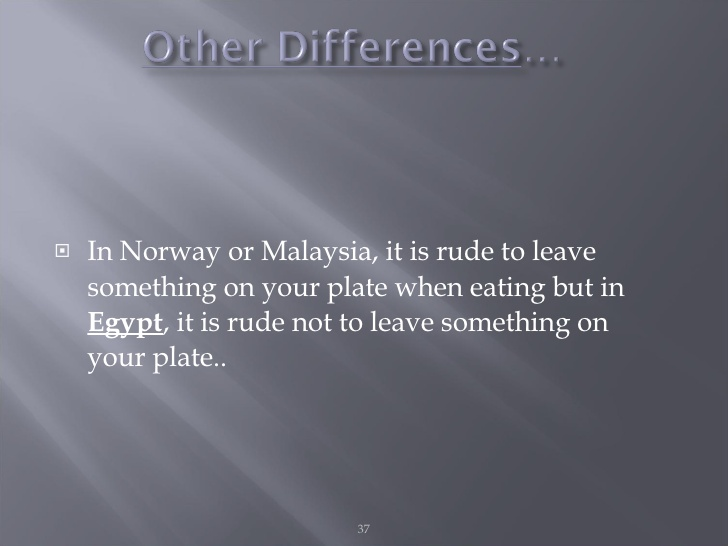 Other Differences...
In Norway or Malaysia, it is rude to leave
something on your plate when eating but in
Egypt, it is rude not to leave something on
your plate..
37